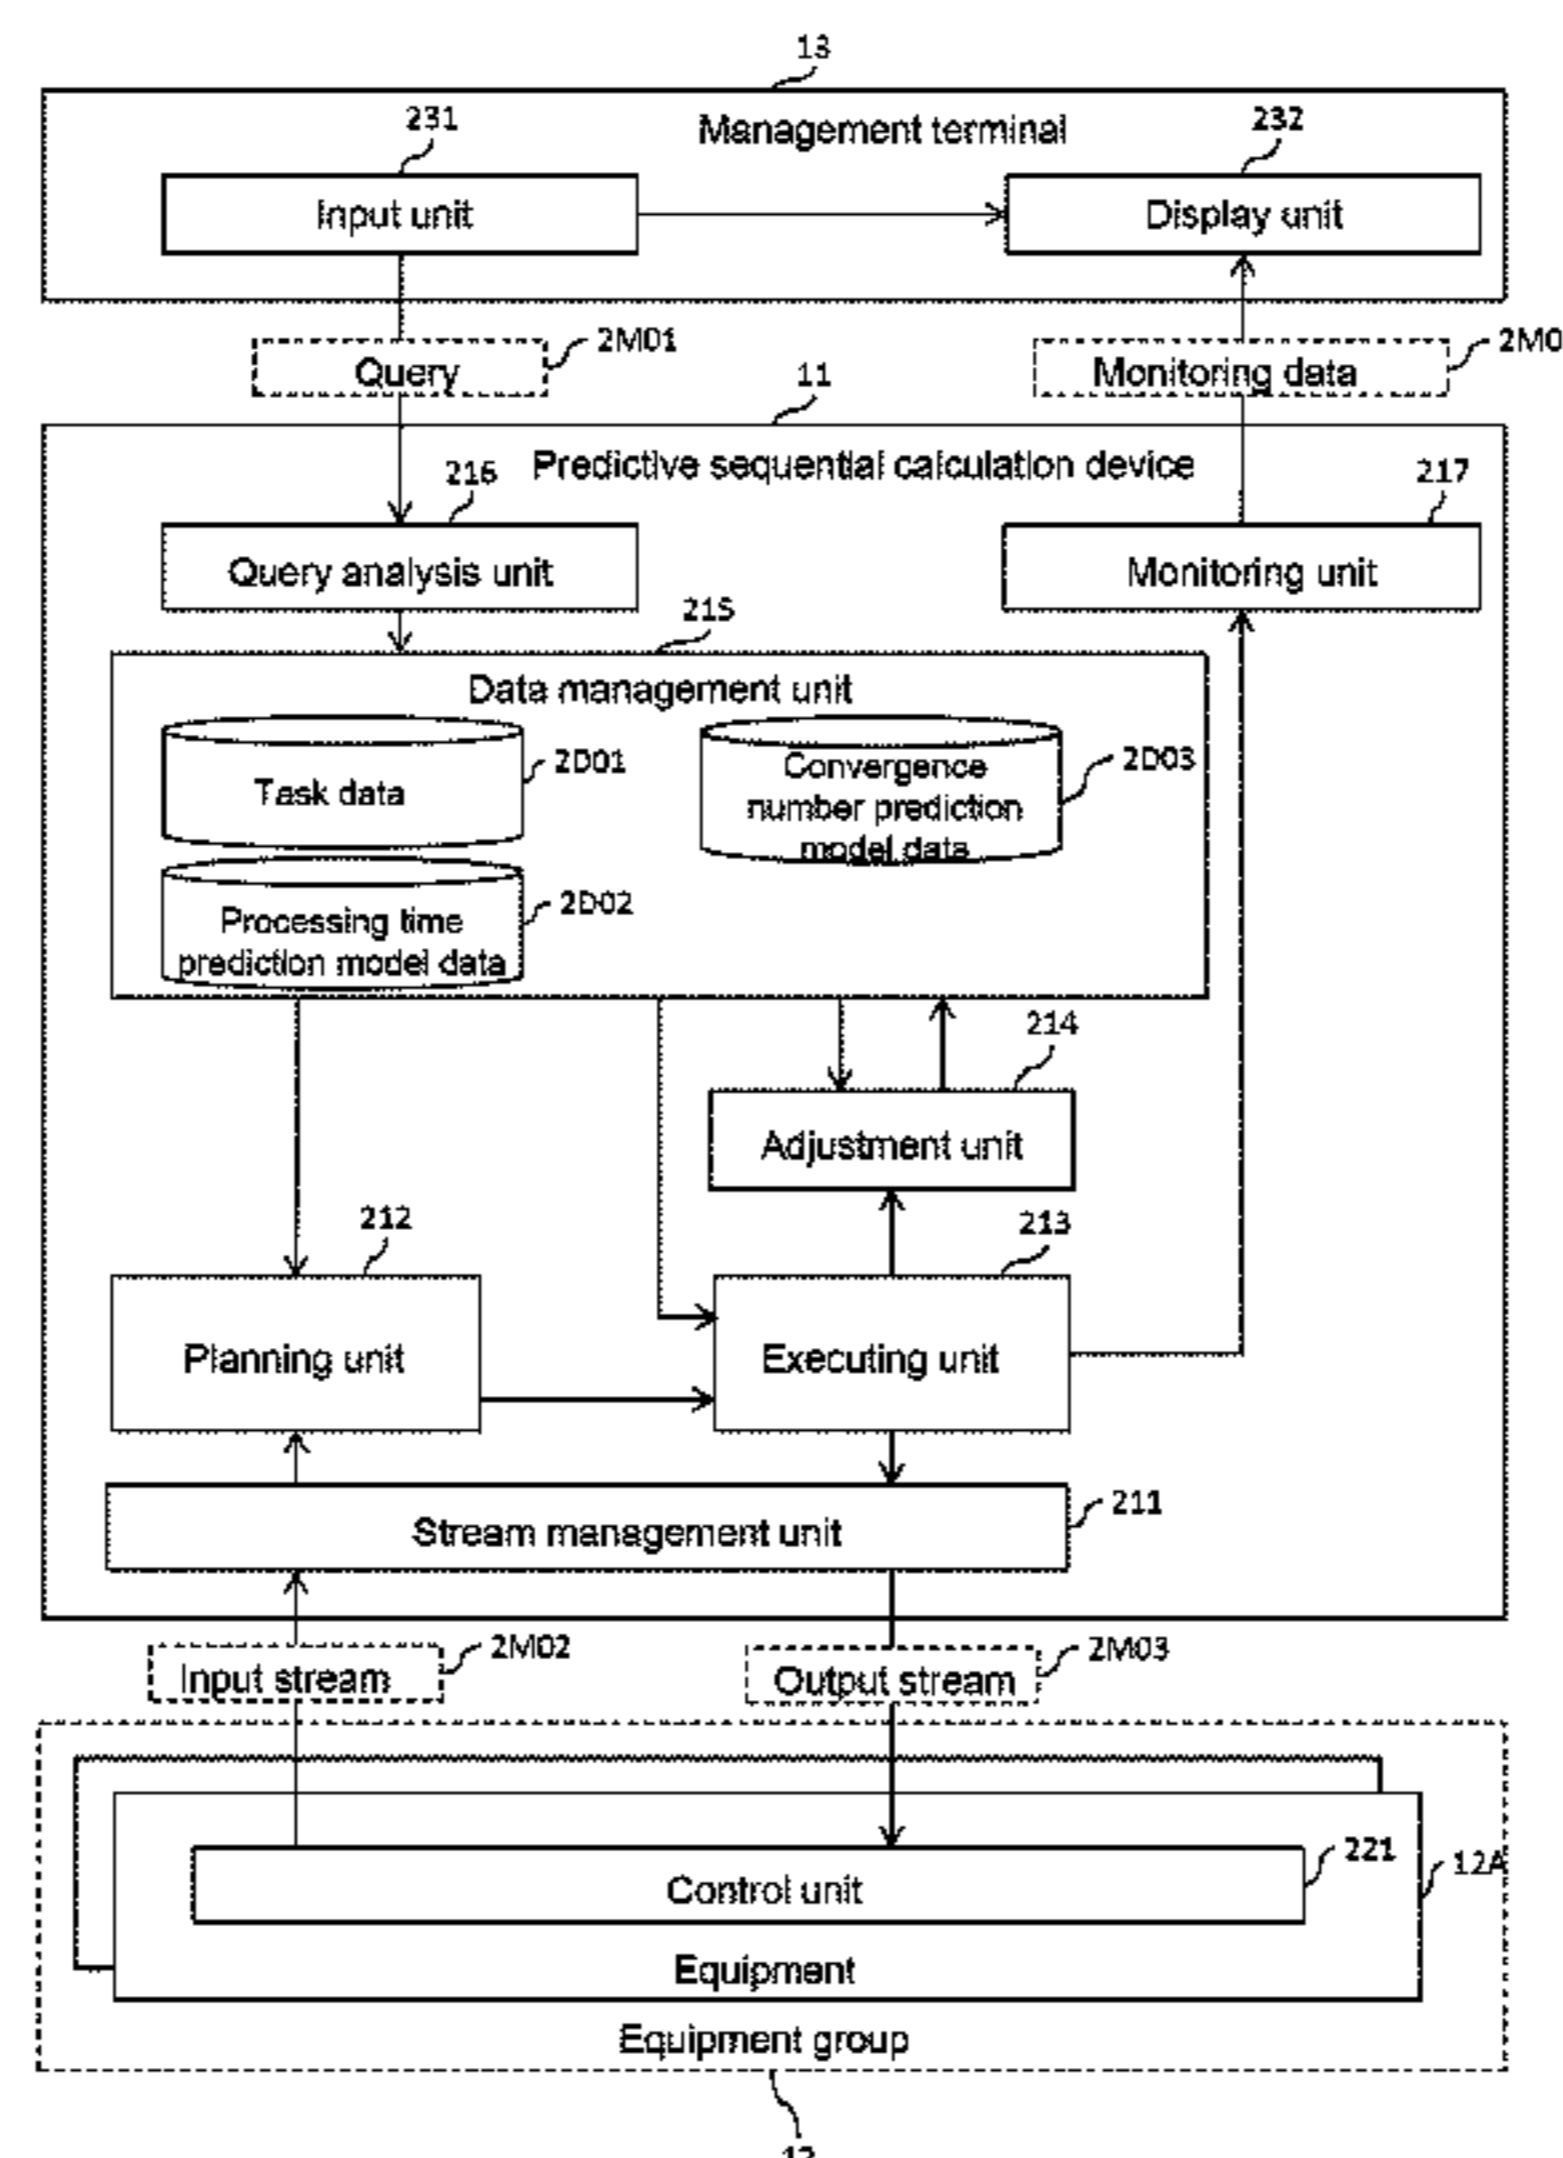 13
231
Management terminal
232
Input unit
Display unit
2M01
2M0
Query
Monitoring data
11
216
Predictive sequential calculation device
217
Query analysis unit
Monitoring unit
215
Data management unit
2D01
2D03
Task data
Convergence
number prediction
model data
2D02
Processing time
prediction model data
214
Adjustment unit
212
213
Planning unit
Executing unit
211
Stream management unit
2M02
2M03
Input stream
Output stream
221
12A
Control unit
Equipment
Equipment group
12